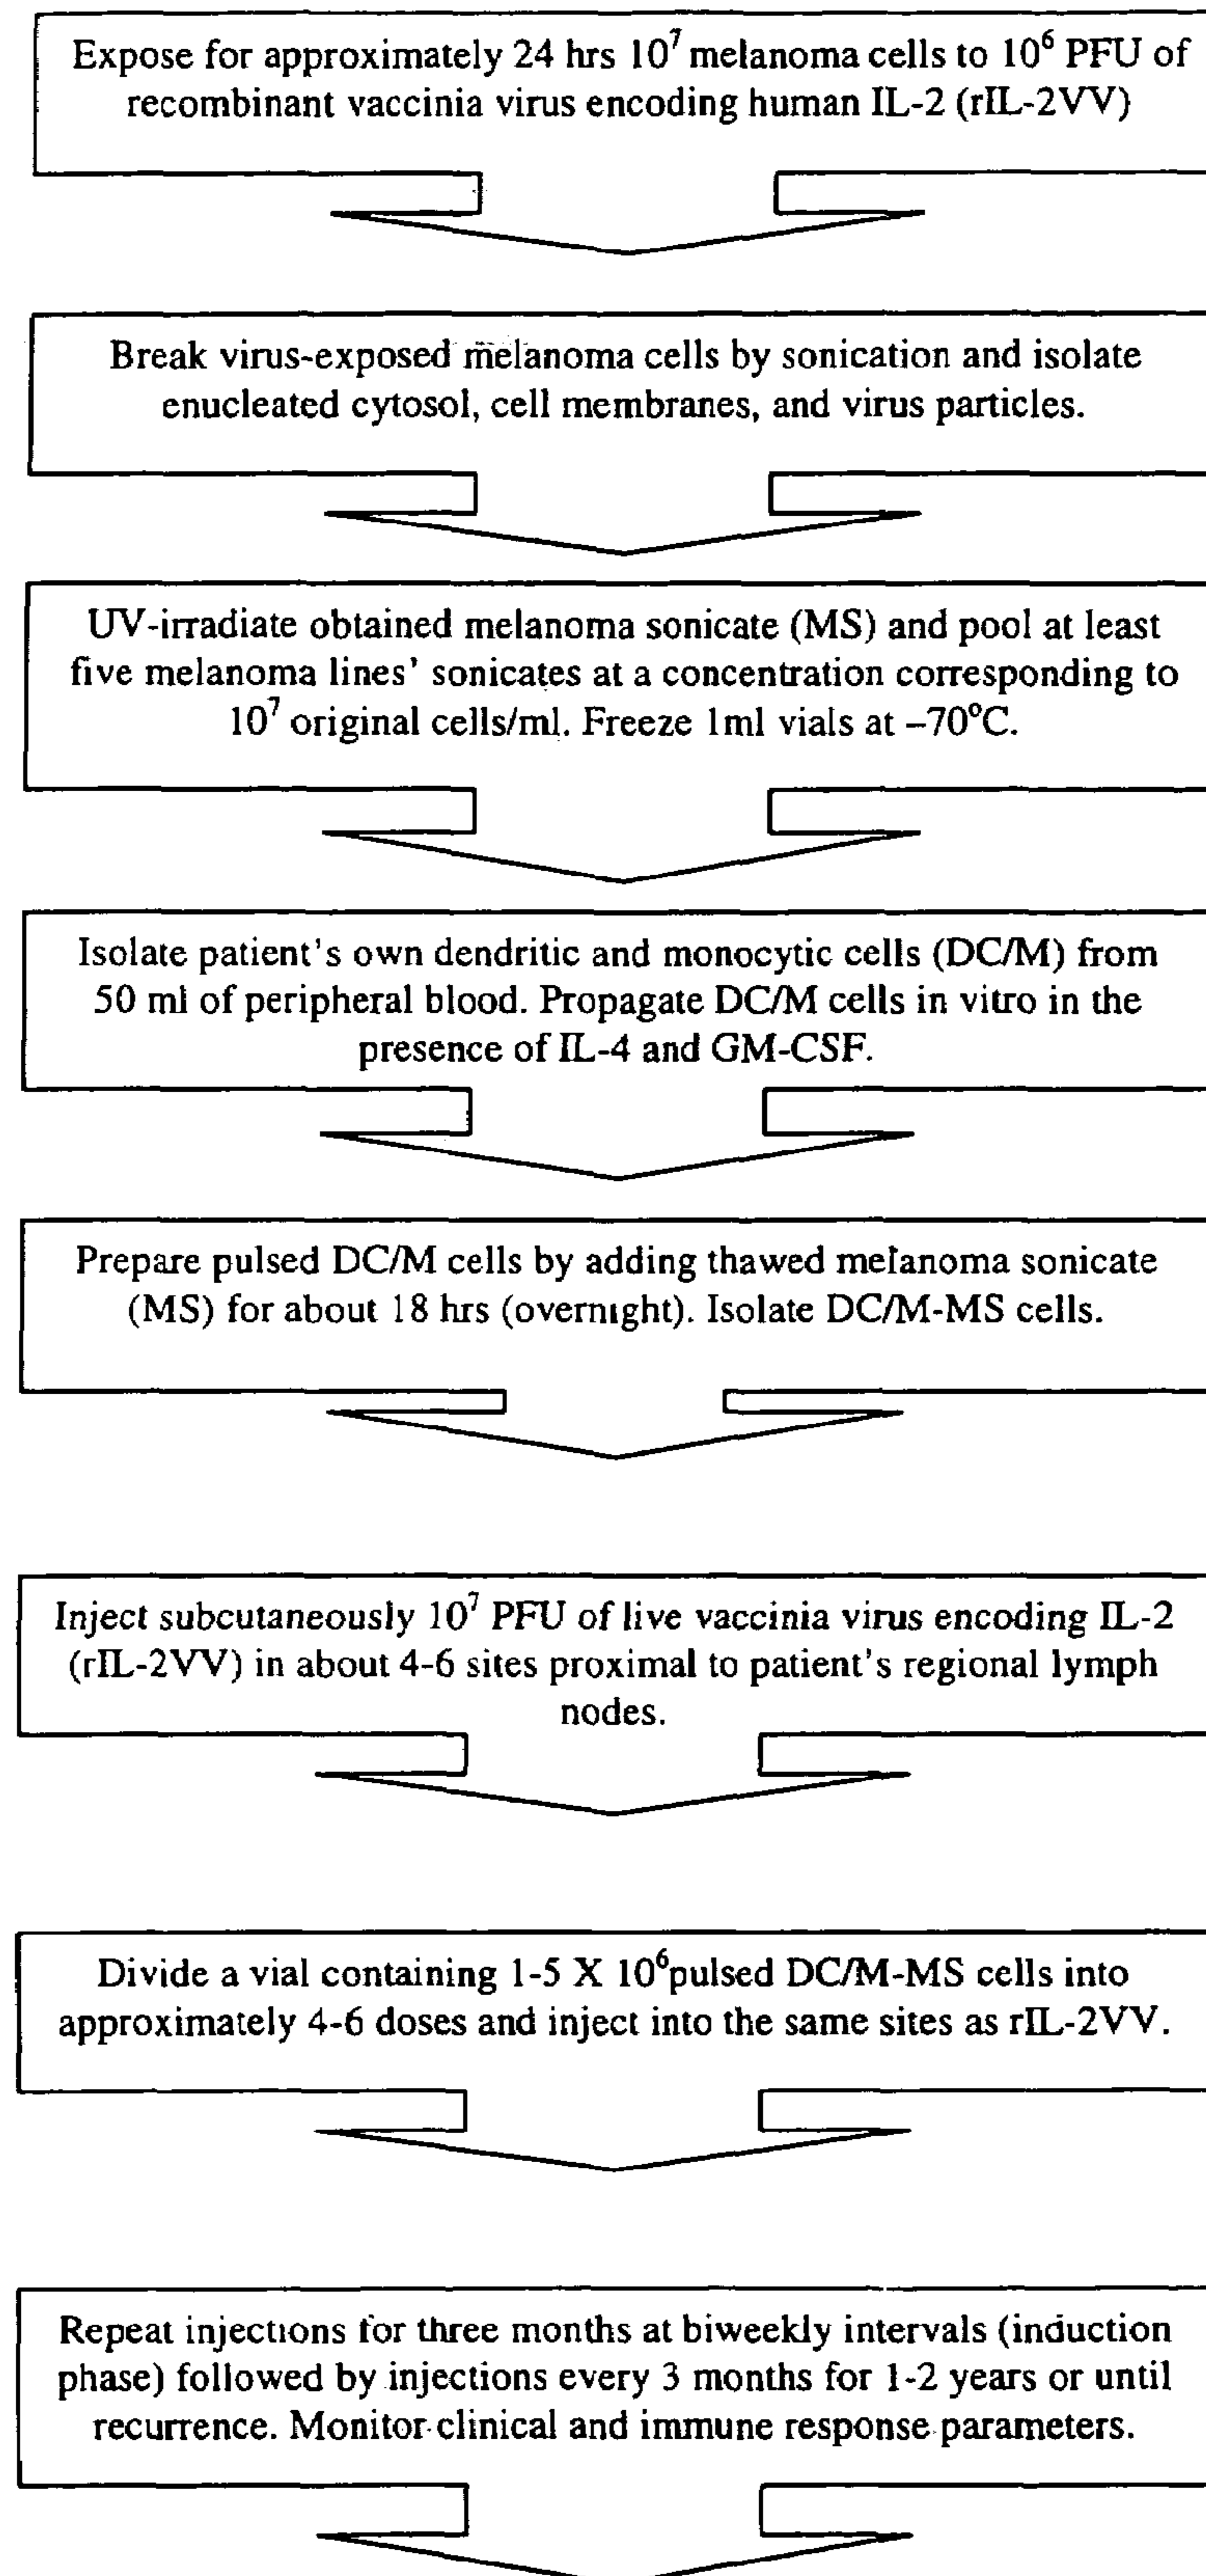 Expose for approximately 24 hrs 10⁷ melanoma cells to 10⁶ PFU of
recombinant vaccinia virus encoding human IL-2 (rIL-2VV)
Break virus-exposed melanoma cells by sonication and isolate
enucleated cytosol, cell membranes, and virus particles.
UV-irradiate obtained melanoma sonicate (MS) and pool at least
five melanoma lines' sonicates at a concentration corresponding to
10⁷ original cells/ml. Freeze 1ml vials at –70°C.
Isolate patient's own dendritic and monocytic cells (DC/M) from
50 ml of peripheral blood. Propagate DC/M cells in vitro in the
presence of IL-4 and GM-CSF.
Prepare pulsed DC/M cells by adding thawed melanoma sonicate
(MS) for about 18 hrs (overnight). Isolate DC/M-MS cells.
Inject subcutaneously 10⁷ PFU of live vaccinia virus encoding IL-2
(rIL-2VV) in about 4-6 sites proximal to patient's regional lymph
nodes.
Divide a vial containing 1-5 X 10⁶pulsed DC/M-MS cells into
approximately 4-6 doses and inject into the same sites as rIL-2VV.
Repeat injections for three months at biweekly intervals (induction
phase) followed by injections every 3 months for 1-2 years or until
recurrence. Monitor clinical and immune response parameters.